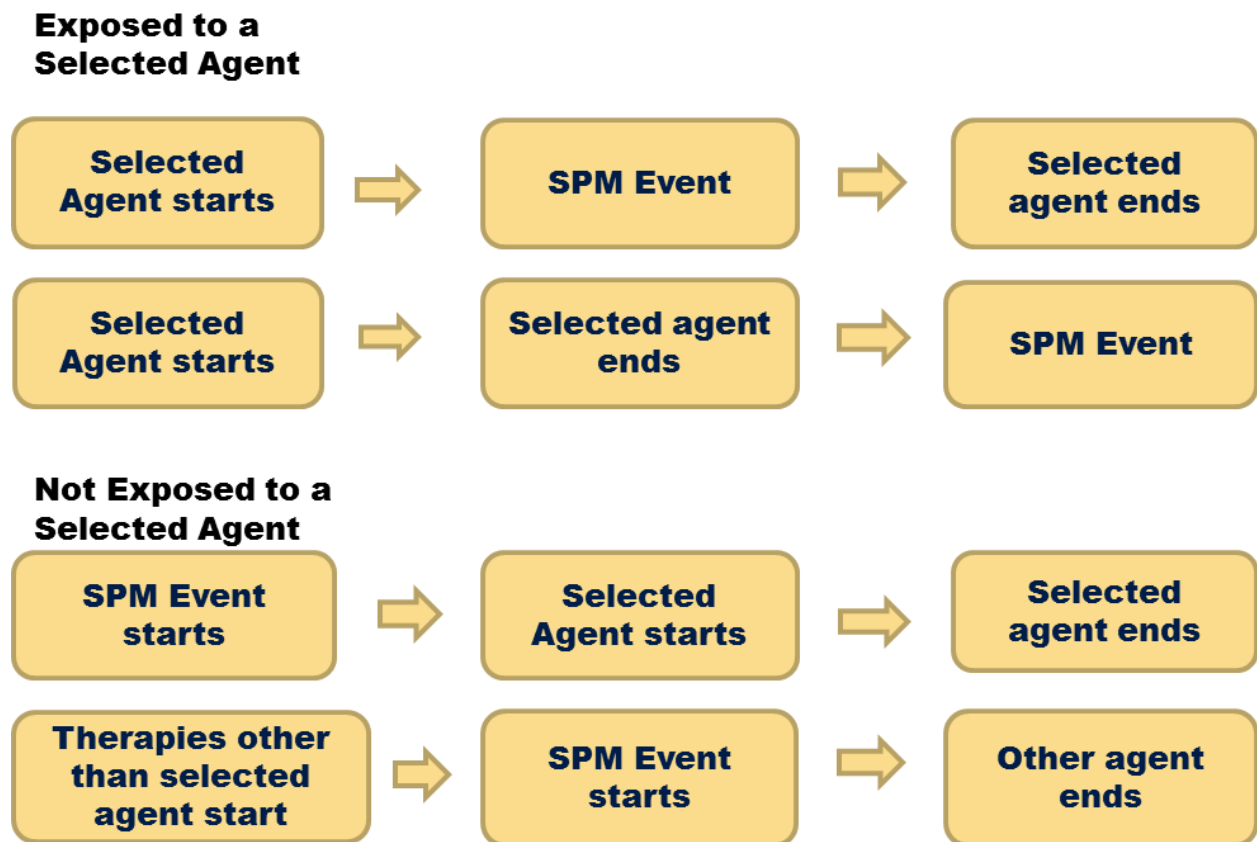 Exposed to a
Selected Agent
Selected
Agent starts
SPM Event
Selected
agent ends
Selected
Agent starts
Selected agent
ends
SPM Event
Not Exposed to a
Selected Agent
SPM Event
starts
Selected
Agent starts
Selected
agent ends
Therapies other
than selected
agent start
SPM Event
starts
Other agent
ends